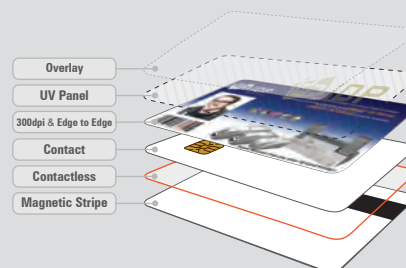 Overlay
UV Panel
300dpi & Edge to Edge
Contact
Contactless
Magnetic Stripe